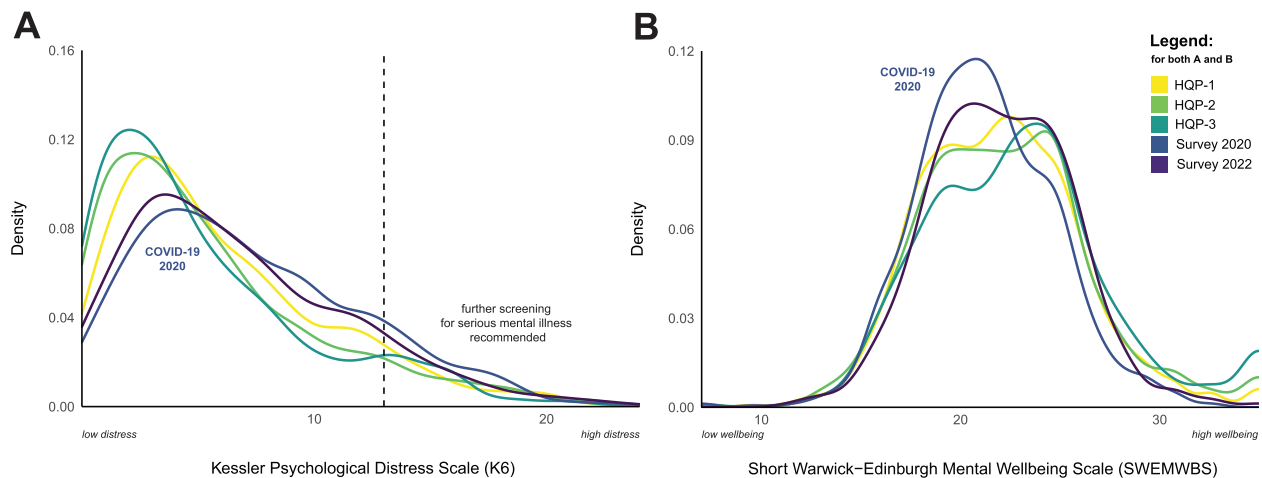 A
0.16
0.12
0.08
0.04
0.00
Density
COVID-19
2020
further screening
for serious mental illness
recommended
10
20
low distress
high distress
Kessler Psychological Distress Scale (K6)
B
0.12
0.09
0.06
0.03
0.00
Density
COVID-19
2020
10
20
30
low wellbeing
high wellbeing
Short Warwick−Edinburgh Mental Wellbeing Scale (SWEMWBS)
Legend:
for both A and B
HQP-1
HQP-2
HQP-3
Survey 2020
Survey 2022